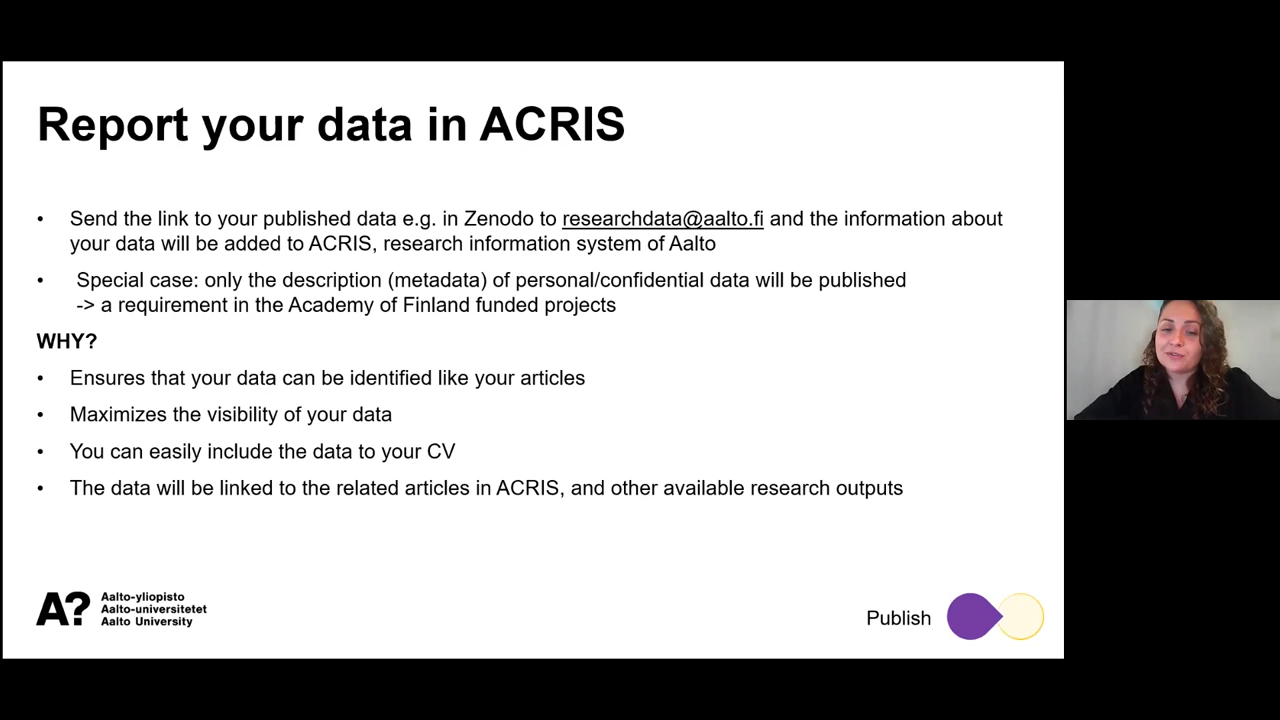 Report your data in ACRIS
• Send the link to your published data e.g. in Zenodo to researchdata@aalto.fi and the information about
your data will be added to ACRIS, research information system of Aalto
• Special case: only the description (metadata) of personal/confidential data will be published
-> a requirement in the Academy of Finland funded projects
WHY?
• Ensures that your data can be identified like your articles
• Maximizes the visibility of your data
• You can easily include the data to your CV
• The data will be linked to the related articles in ACRIS, and other available research outputs
A?
Aalto-yliopisto
Aalto-universitetet
Aalto University
Publish